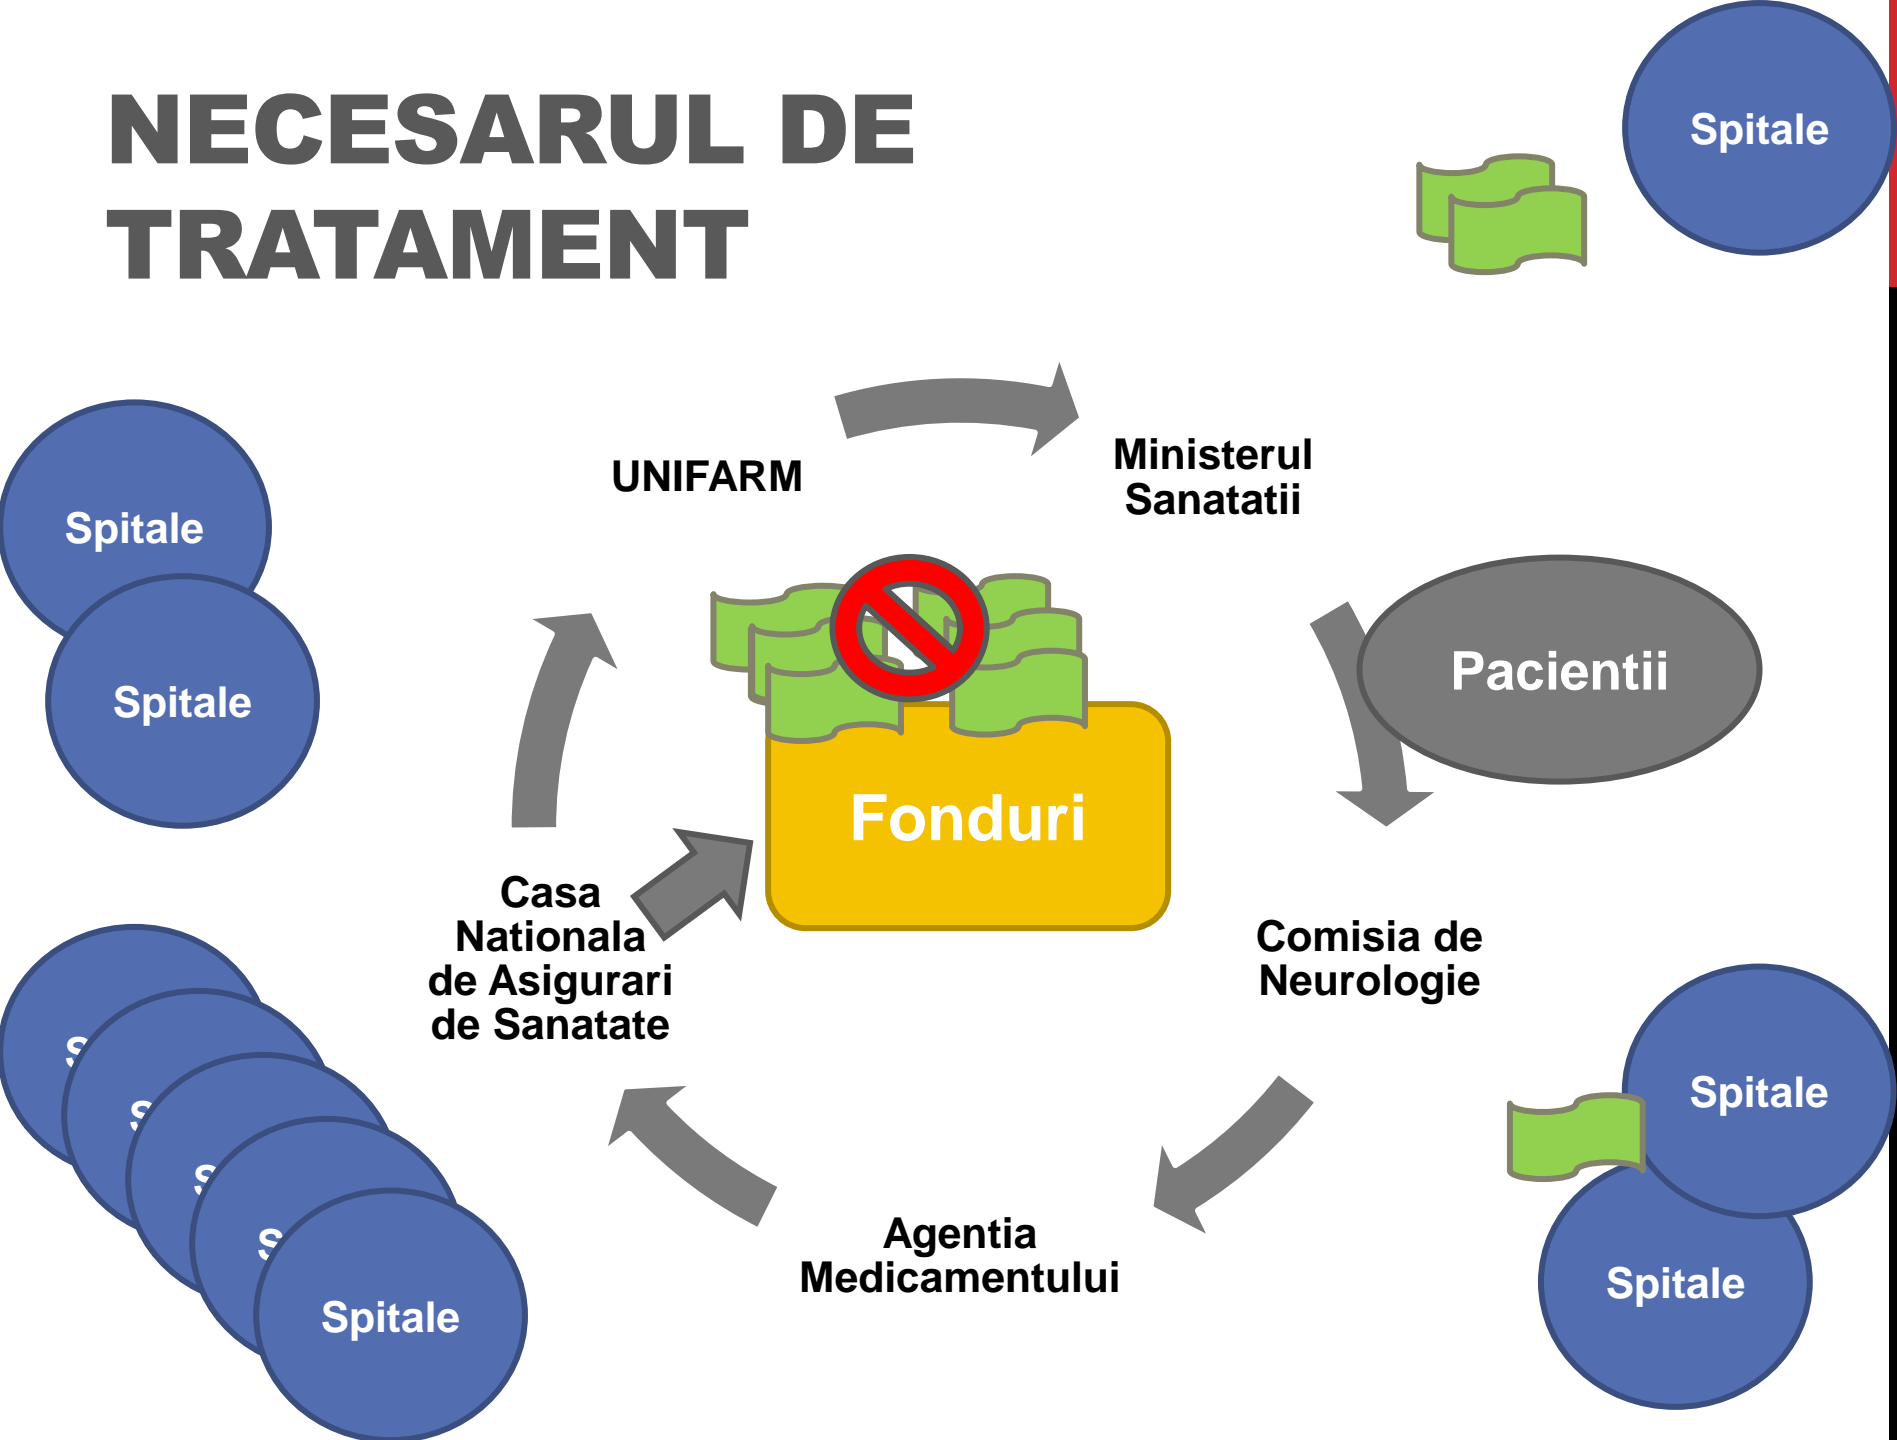 NECESARUL DE
TRATAMENT
Spitale
UNIFARM
Ministerul
Sanatatii
Spitale
Spitale
Pacientii
Fonduri
Casa
Nationala
de Asigurari
de Sanatate
Comisia de
Neurologie
Spitale
Spitale
Agentia
Medicamentului
Spitale